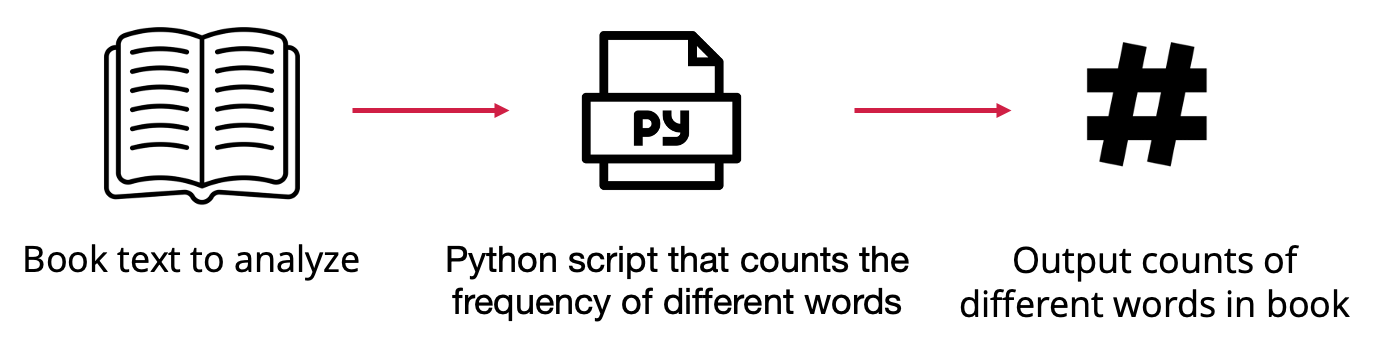 PY
#
Book text to analyze
Python script that counts the
frequency of different words
Output counts of
different words in book